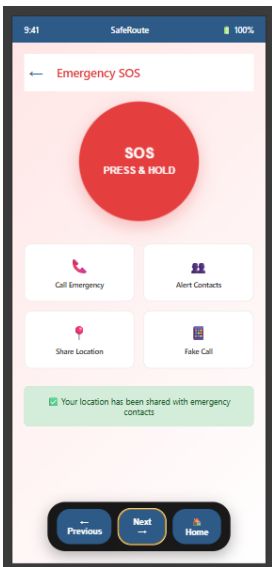 9:41 SafeRoute 100%
← Emergency SOS
SOS
PRESS & HOLD
Call Emergency Alert Contacts
Share Location Fake Call
Your location has been shared with emergency
contacts
← Previous Next → Home